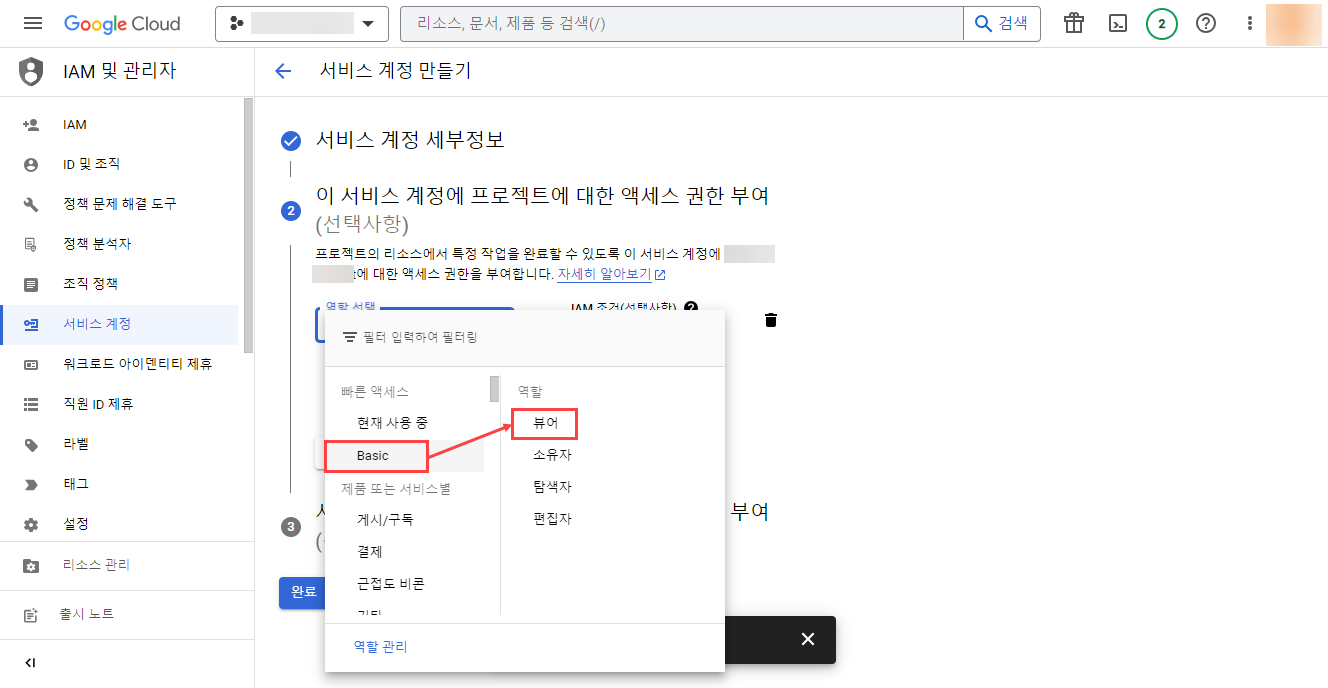 Google Cloud
리소스, 문서, 제품 등 검색(/)
검색
2
?
IAM 및 관리자
서비스 계정 만들기
IAM
ID 및 조직
정책 문제 해결 도구
정책 분석자
조직 정책
서비스 계정
워크로드 아이덴티티 제휴
직원 ID 제휴
라벨
태그
설정
리소스 관리
출시 노트
서비스 계정 세부정보
2
이 서비스 계정에 프로젝트에 대한 액세스 권한 부여
(선택사항)
프로젝트의 리소스에서 특정 작업을 완료할 수 있도록 이 서비스 계정에
에 대한 액세스 권한을 부여합니다. 자세히 알아보기
역할 선택
IAM 조건(선택사항)
필터 입력하여 필터링
빠른 액세스
현재 사용 중
Basic
제품 또는 서비스별
게시/구독
결제
근접도 비콘
기타
역할
뷰어
소유자
탐색자
편집자
역할 관리
3
부여
완료